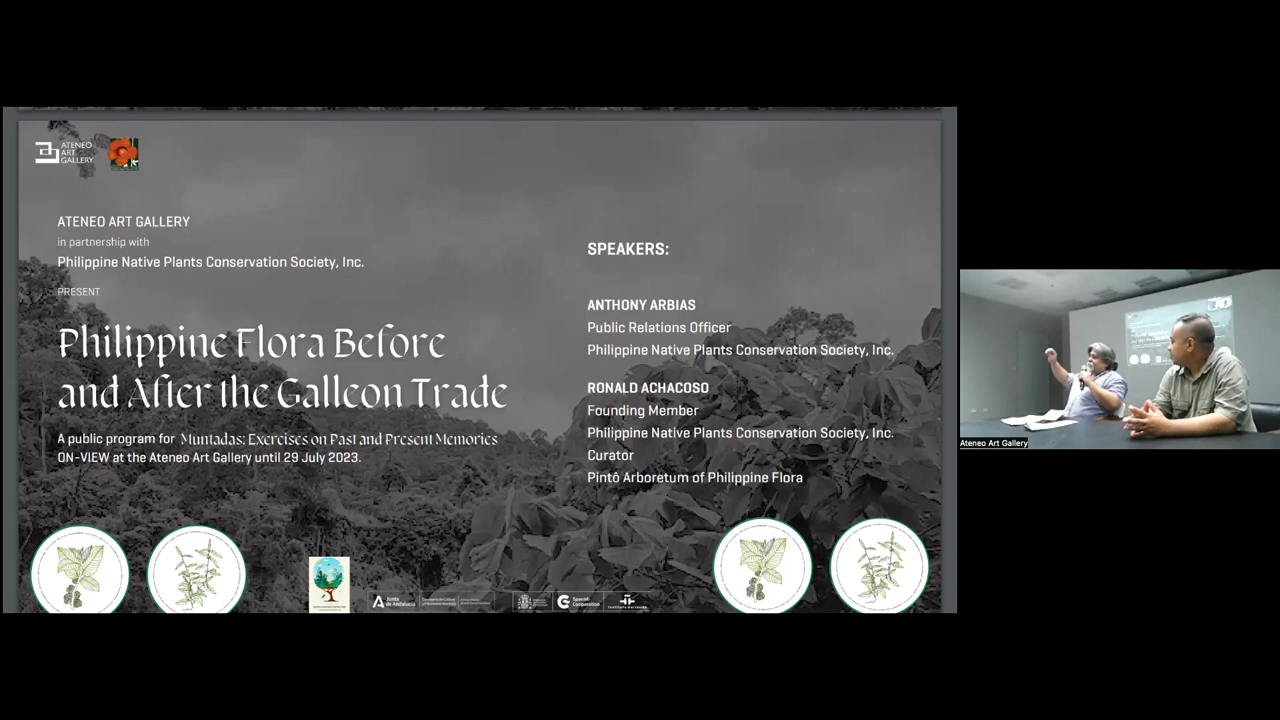 ATENEO
ART
GALLERY
ATENEO ART GALLERY
in partnership with
Philippine Native Plants Conservation Society, Inc.
PRESENT
Philippine Flora Before
and After the Galleon Trade
A public program for Muntadas: Exercises on Past and Present Memories
ON-VIEW at the Ateneo Art Gallery until 29 July 2023.
SPEAKERS:
ANTHONY ARBIAS
Public Relations Officer
Philippine Native Plants Conservation Society, Inc.
RONALD ACHACOSO
Founding Member
Philippine Native Plants Conservation Society, Inc.
Curator
Pintô Arboretum of Philippine Flora
Junta
de Andalucía
Spanish
Cooperation
Instituto Cervantes
Ateneo Art Gallery